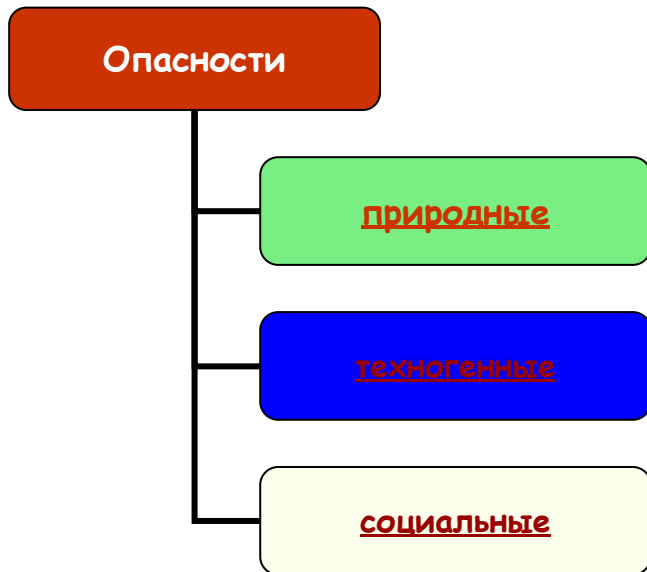 Опасности
природные
техногенные
социальные